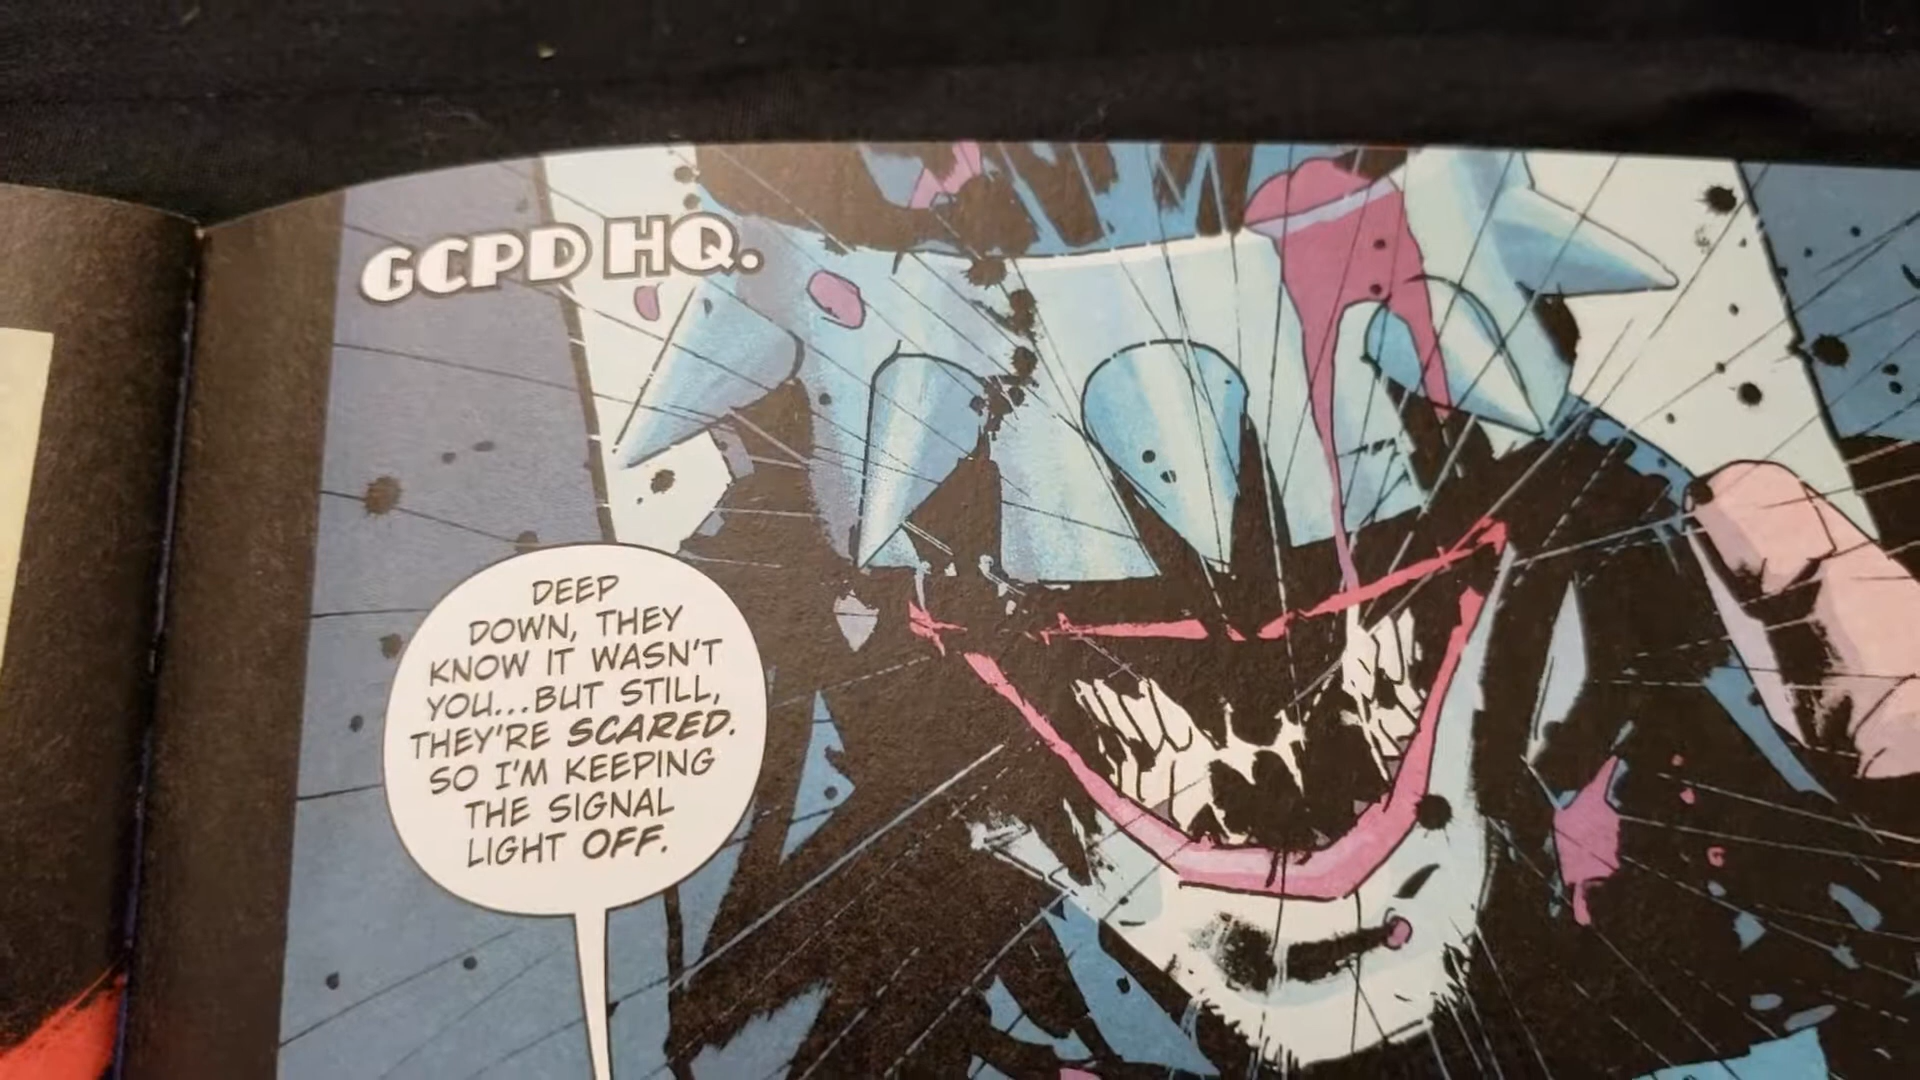 GCPD HQ.
DEEP
DOWN, THEY
KNOW IT WASN'T
YOU...BUT STILL,
THEY'RE SCARED.
SO I'M KEEPING
THE SIGNAL
LIGHT OFF.